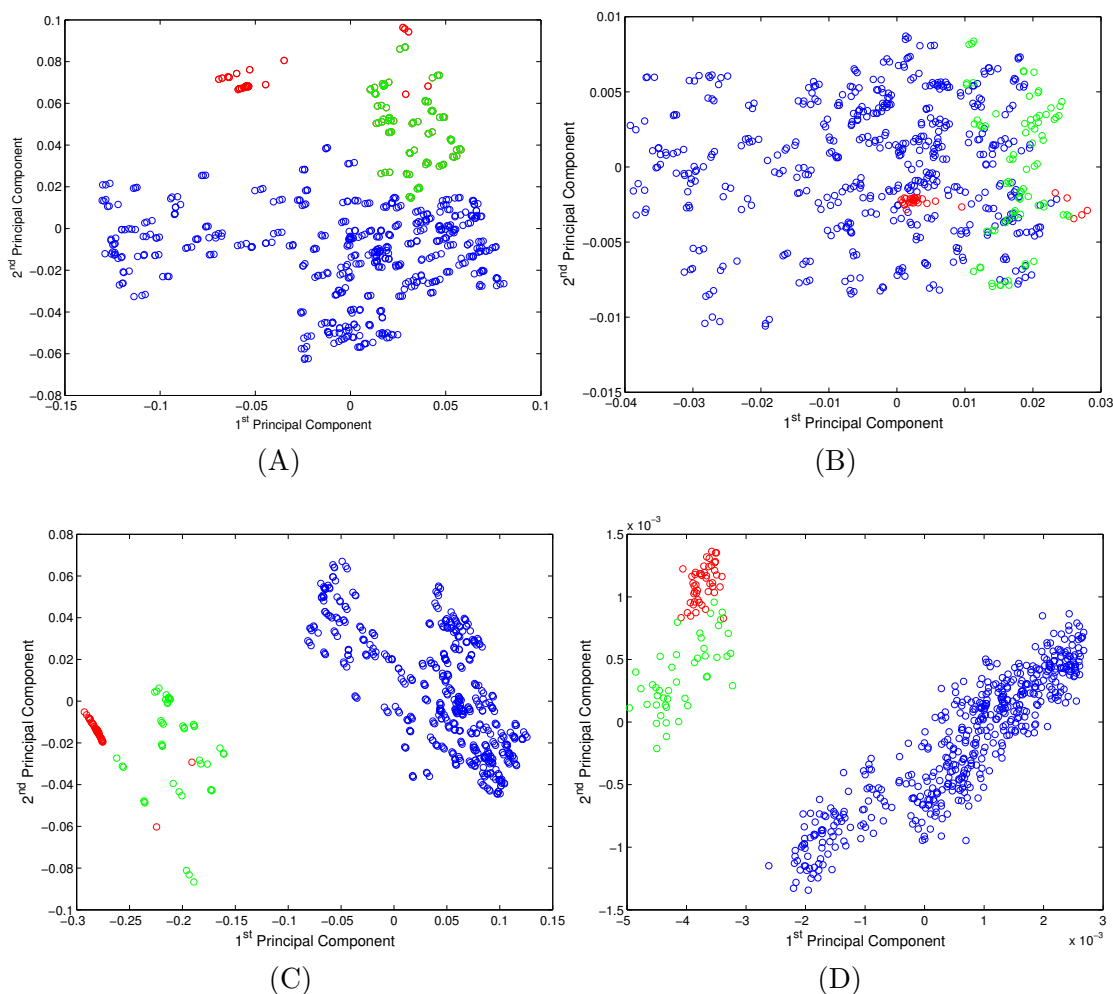 0.1
0.08
0.06
0.04
0.02
0
−0.02
−0.04
−0.06
−0.08
2nd Principal Component
−0.15 −0.1 −0.05 0 0.05 0.1
1st Principal Component
(A)
0.01
0.005
0
−0.005
−0.01
−0.015
2nd Principal Component
−0.04 −0.03 −0.02 −0.01 0 0.01 0.02 0.03
1st Principal Component
(B)
0.08
0.06
0.04
0.02
0
−0.02
−0.04
−0.06
−0.08
−0.1
2nd Principal Component
−0.3 −0.25 −0.2 −0.15 −0.1 −0.05 0 0.05 0.1 0.15
1st Principal Component
(C)
x 10−3
1.5
1
0.5
0
−0.5
−1
−1.5
2nd Principal Component
−5 −4 −3 −2 −1 0 1 2 3
1st Principal Component
x 10−3
(D)